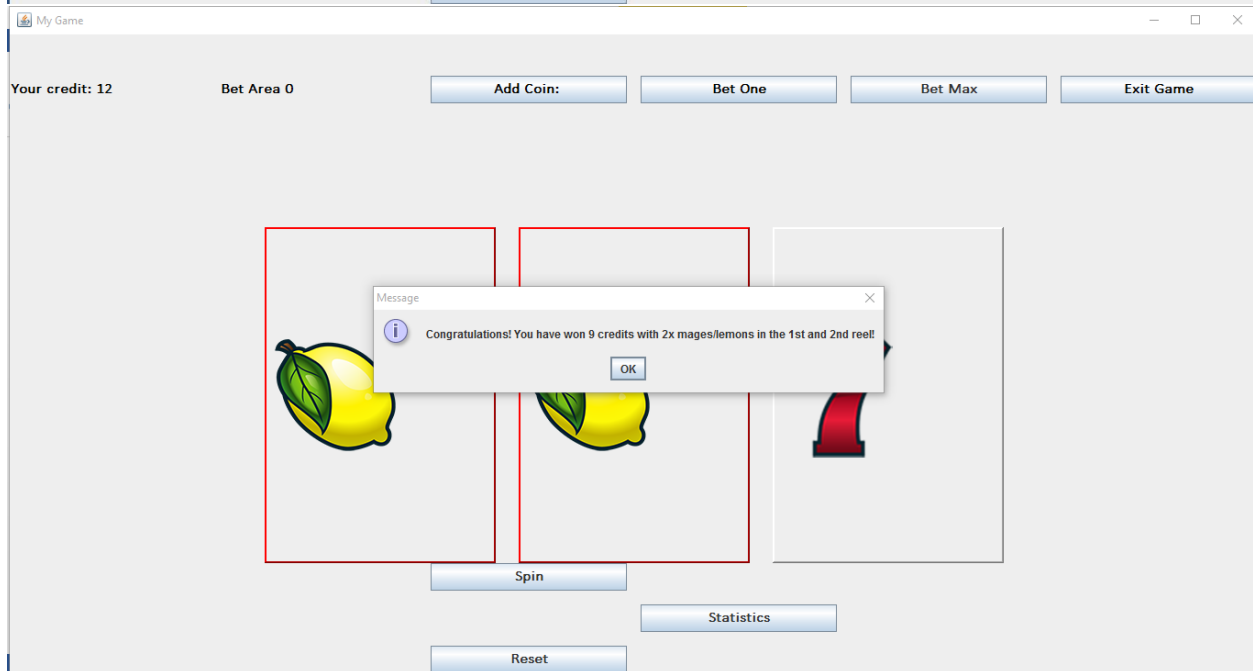 My Game
Your credit: 12 Bet Area 0 Add Coin: Bet One Bet Max Exit Game
Message
Congratulations! You have won 9 credits with 2x mages/lemons in the 1st and 2nd reel!
OK
Spin
Statistics
Reset